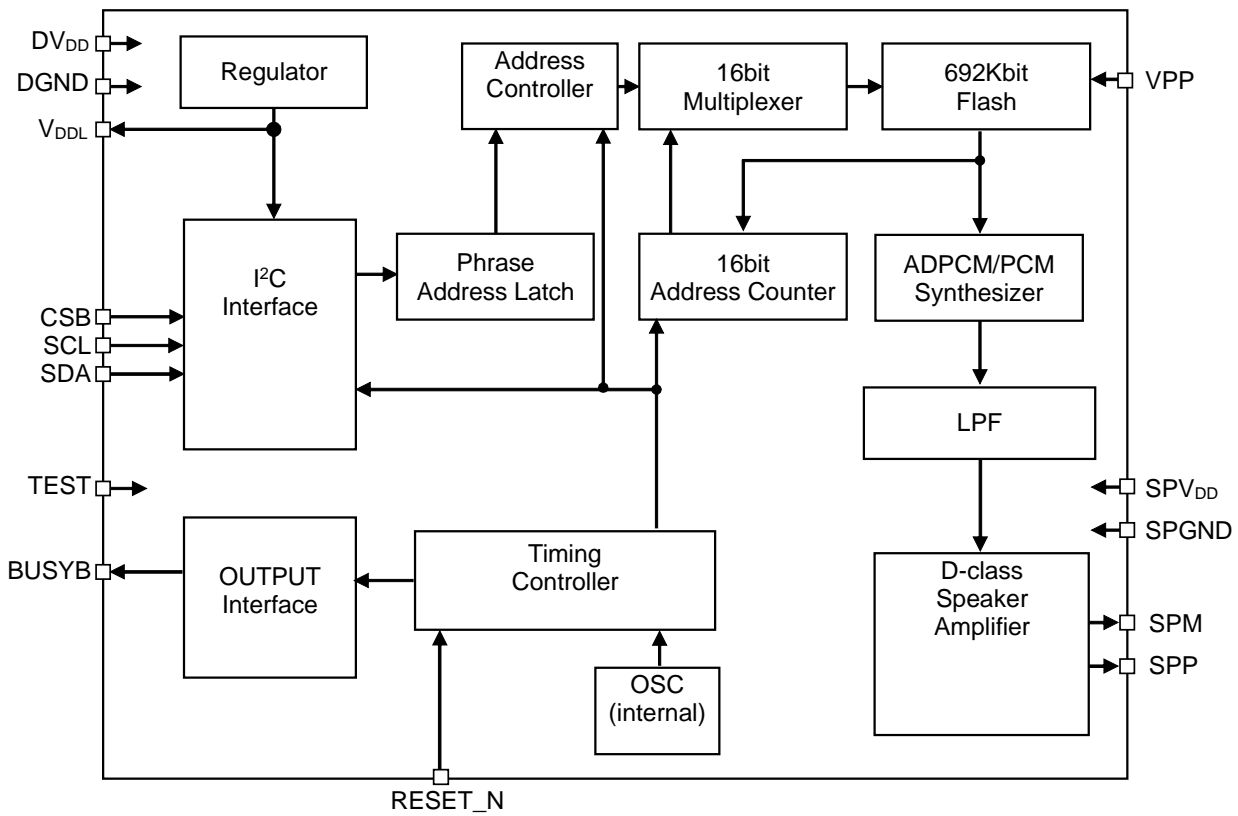 DVDD
DGND
VDDL
Regulator
Address
Controller
16bit
Multiplexer
692Kbit
Flash
VPP
I²C
Interface
Phrase
Address Latch
16bit
Address Counter
ADPCM/PCM
Synthesizer
CSB
SCL
SDA
LPF
TEST
SPVDD
SPGND
BUSYB
OUTPUT
Interface
Timing
Controller
D-class
Speaker
Amplifier
SPM
SPP
OSC
(internal)
RESET_N